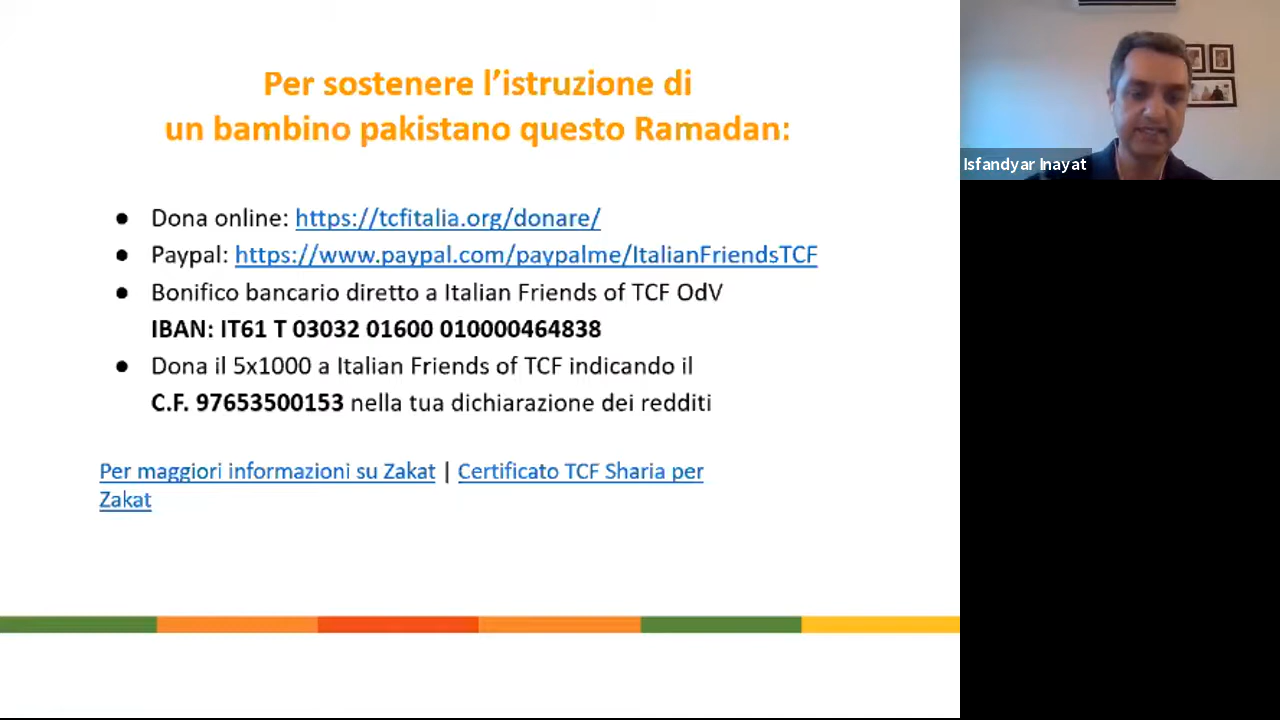 Per sostenere l’istruzione di
un bambino pakistano questo Ramadan:
● Dona online: https://tcfitalia.org/donare/
● Paypal: https://www.paypal.com/paypalme/ItalianFriendsTCF
● Bonifico bancario diretto a Italian Friends of TCF OdV
IBAN: IT61 T 03032 01600 010000464838
● Dona il 5x1000 a Italian Friends of TCF indicando il
C.F. 97653500153 nella tua dichiarazione dei redditi
Per maggiori informazioni su Zakat | Certificato TCF Sharia per
Zakat
Isfandyar Inayat